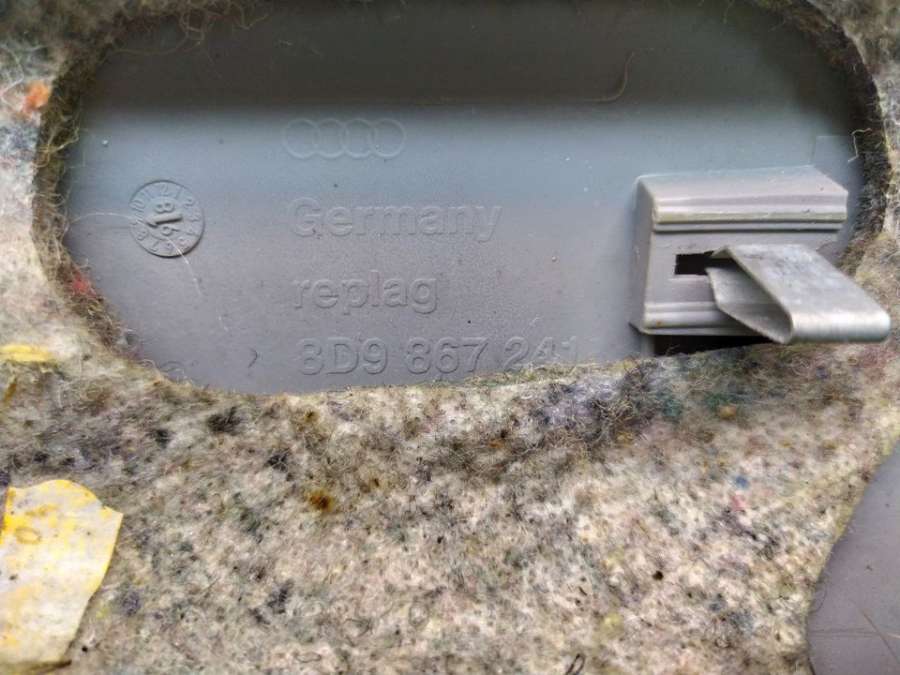 Germany
replag
8D9 867 241